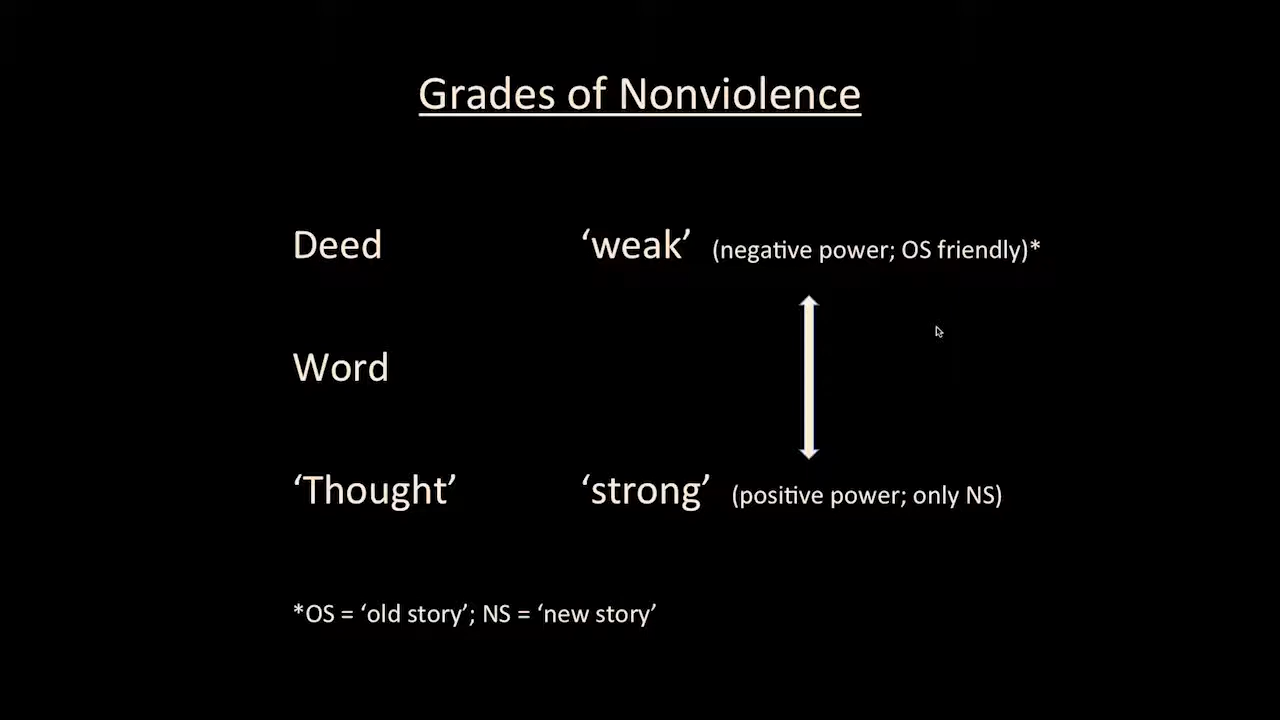 Grades of Nonviolence
Deed ‘weak’ (negative power; OS friendly)*
Word
‘Thought’ ‘strong’ (positive power; only NS)
*OS = ‘old story’; NS = ‘new story’